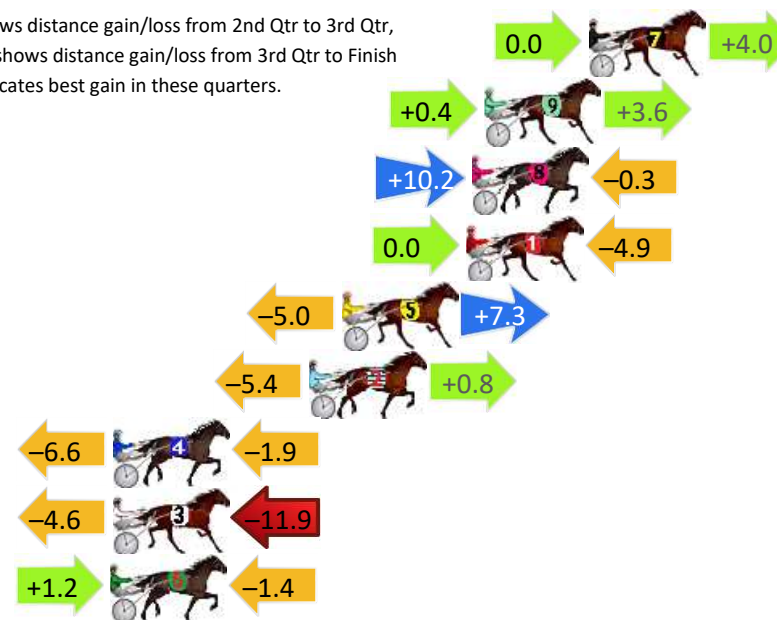 ws distance gain/loss from 2nd Qtr to 3rd Qtr,
shows distance gain/loss from 3rd Qtr to Finish
cates best gain in these quarters.
0.0 7 +4.0
+0.4 9 +3.6
+10.2 8 –0.3
0.0 1 –4.9
–5.0 5 +7.3
–5.4 2 +0.8
–6.6 4 –1.9
–4.6 3 –11.9
+1.2 6 –1.4